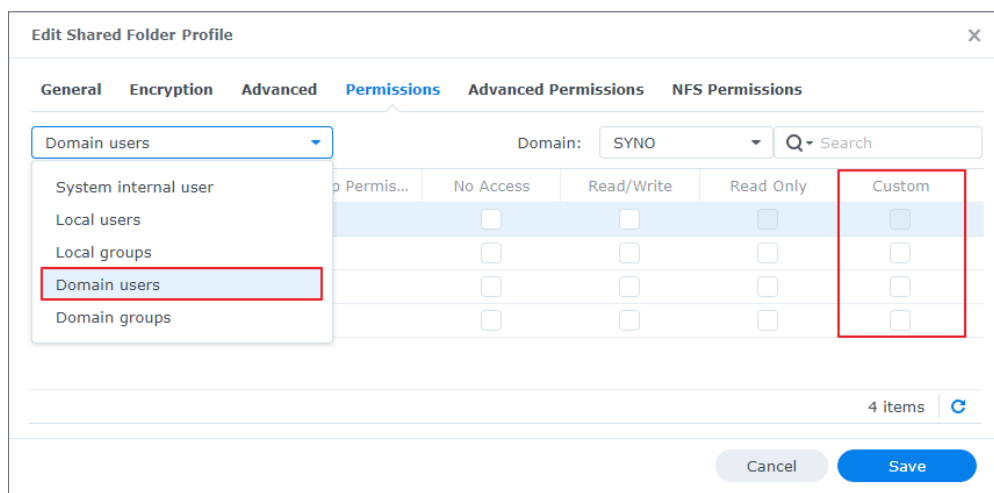 Edit Shared Folder Profile
General Encryption Advanced Permissions Advanced Permissions NFS Permissions
Domain users Domain: SYNO Search
System internal user
Local users
Local groups
Domain users
Domain groups
Permis... No Access Read/Write Read Only Custom
4 items
Cancel Save